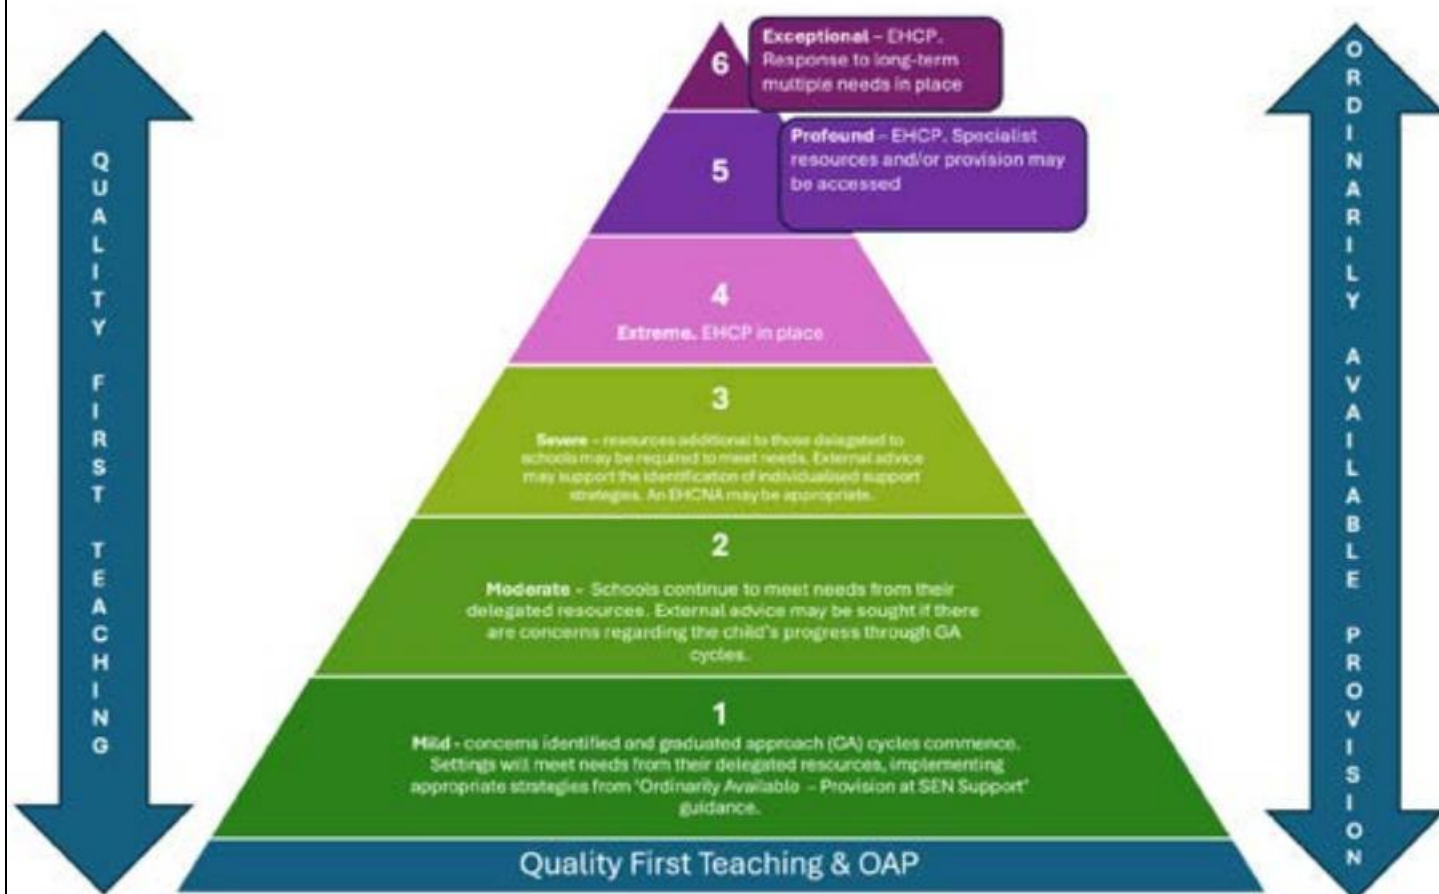 QUALITY FIRST TEACHING
6
Exceptional – EHCP.
Response to long-term
multiple needs in place
5
Profound – EHCP. Specialist
resources and/or provision may
be accessed
4
Extreme. EHCP in place
3
Severe – resources additional to those delegated to
schools may be required to meet needs. External advice
may support the identification of individualised support
strategies. An EHCNA may be appropriate.
2
Moderate – Schools continue to meet needs from their
delegated resources. External advice may be sought if there
are concerns regarding the child's progress through GA
cycles.
1
Mild - concerns identified and graduated approach (GA) cycles commence.
Settings will meet needs from their delegated resources, implementing
appropriate strategies from 'Ordinarily Available – Provision at SEN Support'
guidance.
Quality First Teaching & OAP
ORDINARILY AVAILABLE PROVISION